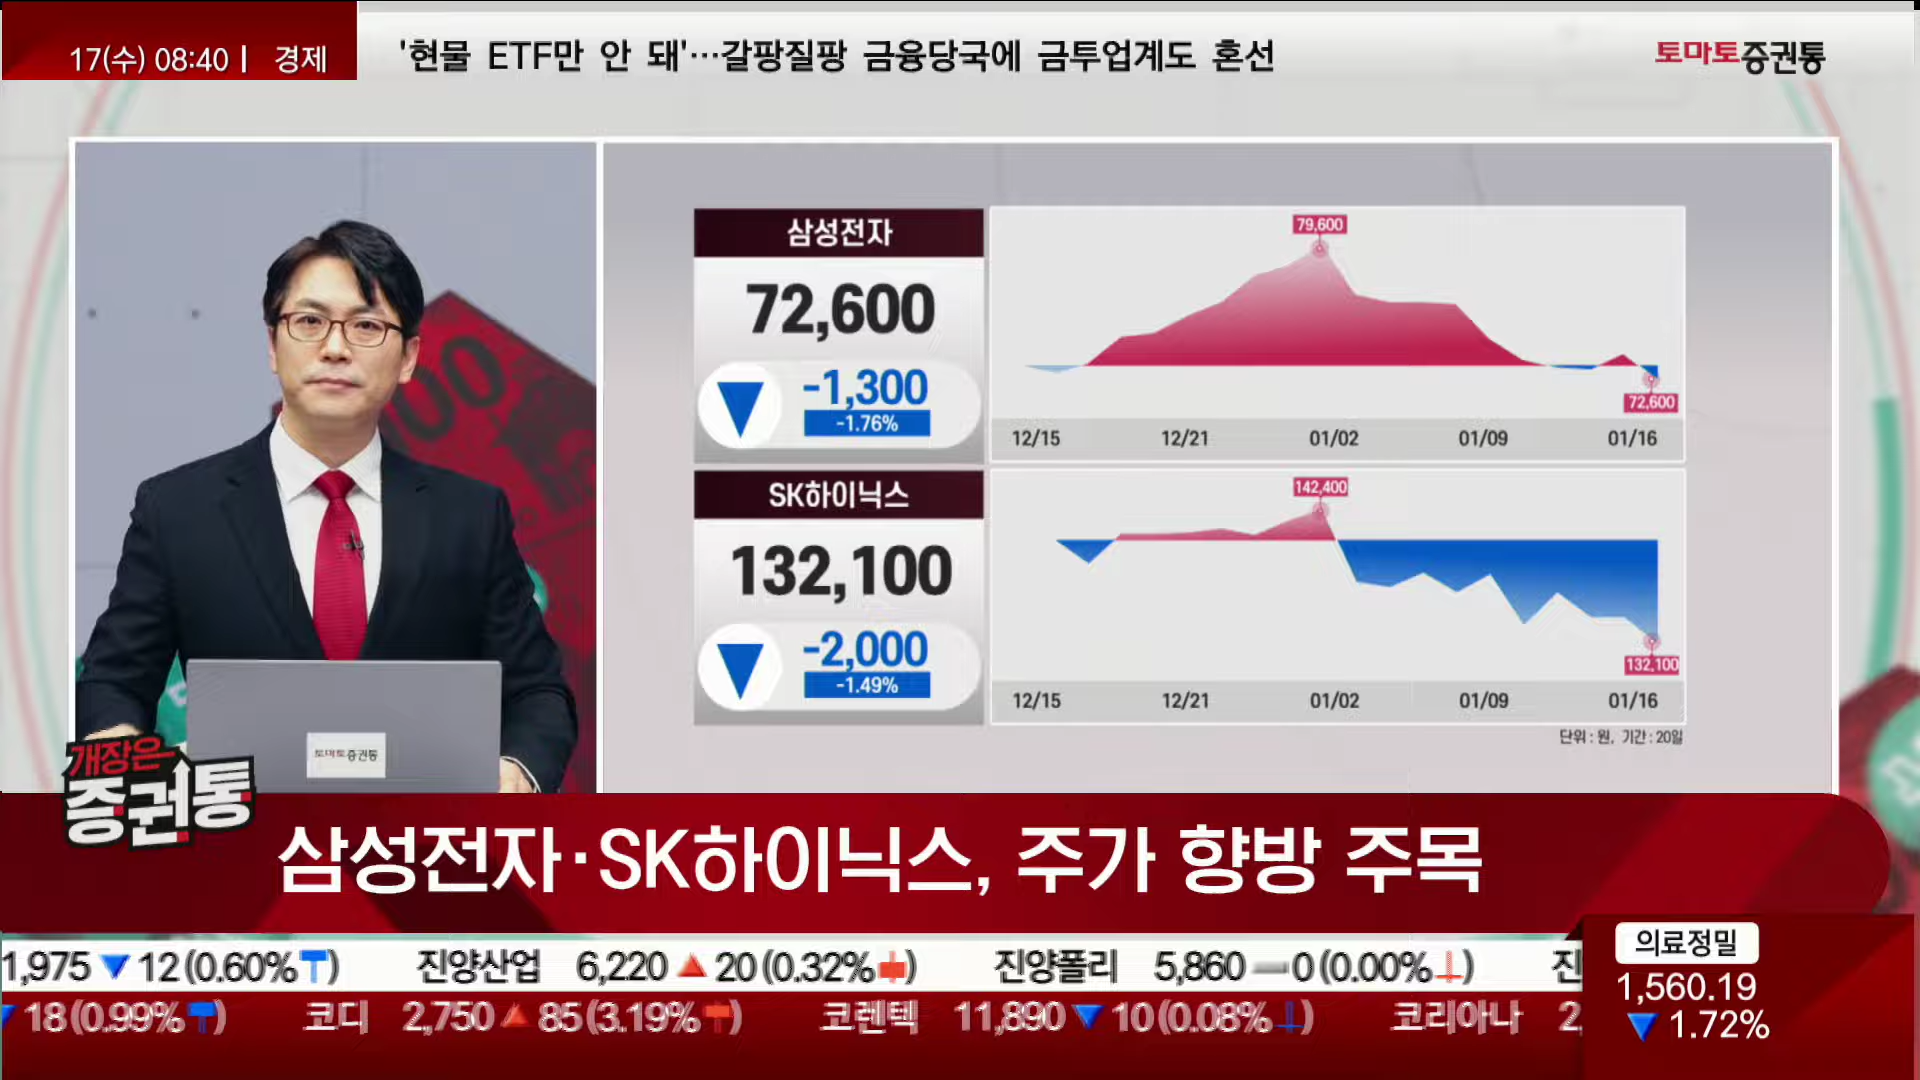 17(수) 08:40 | 경제
'현물 ETF만 안 돼'…갈팡질팡 금융당국에 금투업계도 혼선
토마토증권통
삼성전자
72,600
-1,300
-1.76%
79,600
72,600
12/15 12/21 01/02 01/09 01/16
SK하이닉스
132,100
-2,000
-1.49%
142,400
132,100
12/15 12/21 01/02 01/09 01/16
단위 : 원, 기간 : 20일
토마토증권통
개장은
증권통
삼성전자·SK하이닉스, 주가 향방 주목
1,975 ▼ 12(0.60%) 진양산업 6,220 ▲ 20(0.32%) 진양폴리 5,860 0(0.00%) 진
▼ 18(0.99%) 코디 2,750 ▲ 85(3.19%) 코렌텍 11,890 ▼ 10(0.08%) 코리아나 2,
의료정밀
1,560.19
▼ 1.72%